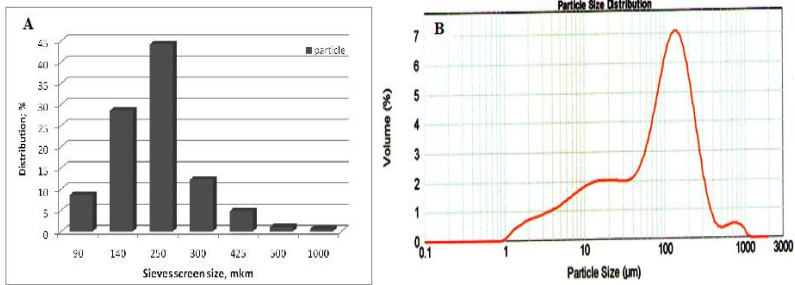 A
particle
Distribution; %
45
40
35
30
25
20
15
10
5
0
90 140 250 300 425 500 1000
Sieves screen size, mkm
Particle Size Distribution
B
Volume (%)
7
6
5
4
3
2
1
0
0.1 1 10 100 1000 3000
Particle Size (µm)